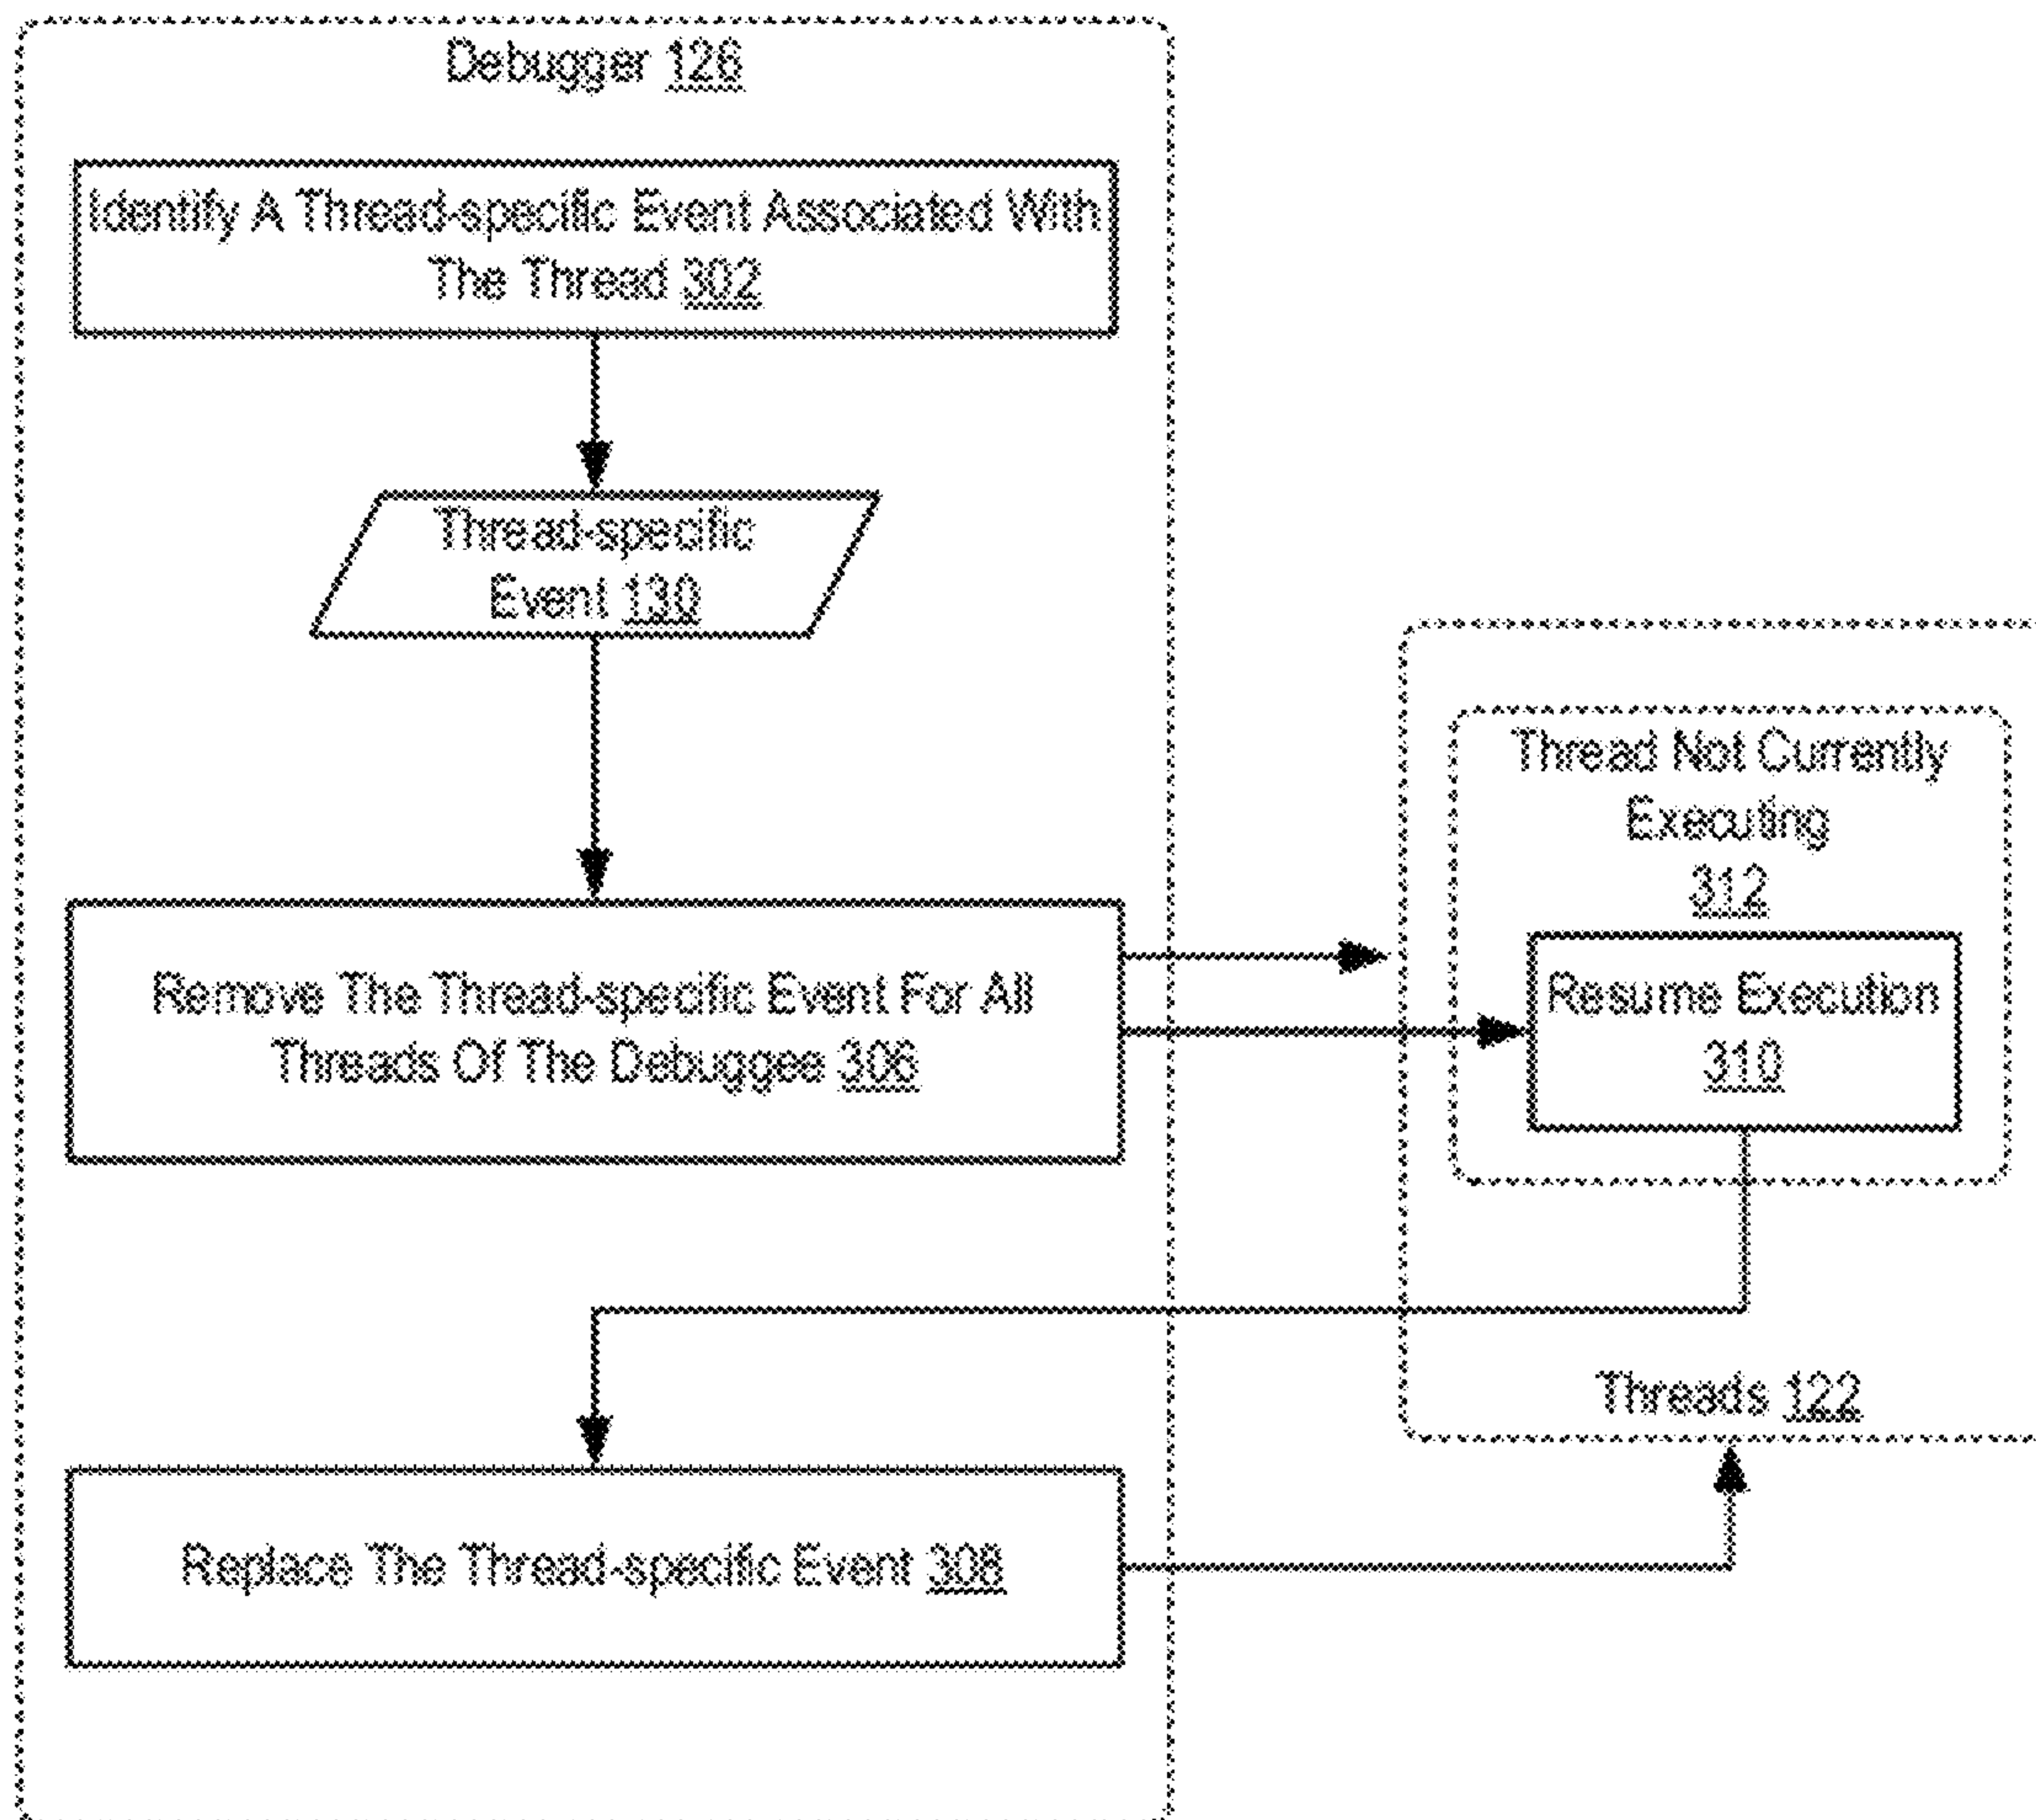 Debugger 126
Identify A Thread-specific Event Associated With
The Thread 302
Thread-specific
Event 130
Thread Not Currently
Executing
312
Remove The Thread-specific Event For All
Threads Of The Debuggee 306
Resume Execution
310
Threads 122
Replace The Thread-specific Event 308